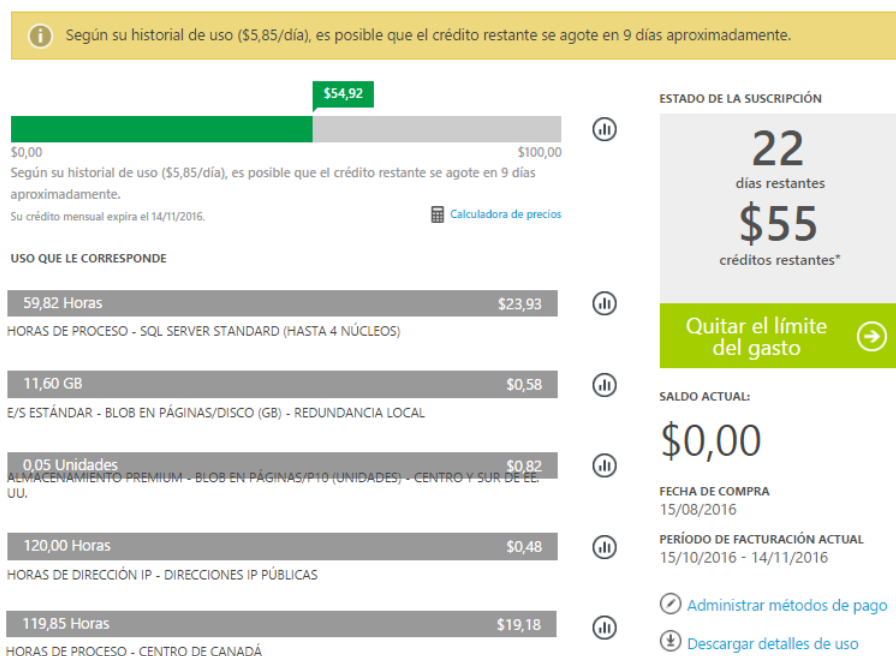 Según su historial de uso ($5,85/día), es posible que el crédito restante se agote en 9 días aproximadamente.
$54,92
$0,00
$100,00
Según su historial de uso ($5,85/día), es posible que el crédito restante se agote en 9 días
aproximadamente.
Su crédito mensual expira el 14/11/2016.
Calculadora de precios
USO QUE LE CORRESPONDE
59,82 Horas
$23,93
HORAS DE PROCESO - SQL SERVER STANDARD (HASTA 4 NÚCLEOS)
11,60 GB
$0,58
E/S ESTÁNDAR - BLOB EN PÁGINAS/DISCO (GB) - REDUNDANCIA LOCAL
0,05 Unidades
$0,82
ALMACENAMIENTO PREMIUM - BLOB EN PÁGINAS/P10 (UNIDADES) - CENTRO Y SUR DE EE.
UU.
120,00 Horas
$0,48
HORAS DE DIRECCIÓN IP - DIRECCIONES IP PÚBLICAS
119,85 Horas
$19,18
HORAS DE PROCESO - CENTRO DE CANADÁ
ESTADO DE LA SUSCRIPCIÓN
22
días restantes
$55
créditos restantes*
Quitar el límite
del gasto
SALDO ACTUAL:
$0,00
FECHA DE COMPRA
15/08/2016
PERÍODO DE FACTURACIÓN ACTUAL
15/10/2016 - 14/11/2016
Administrar métodos de pago
Descargar detalles de uso